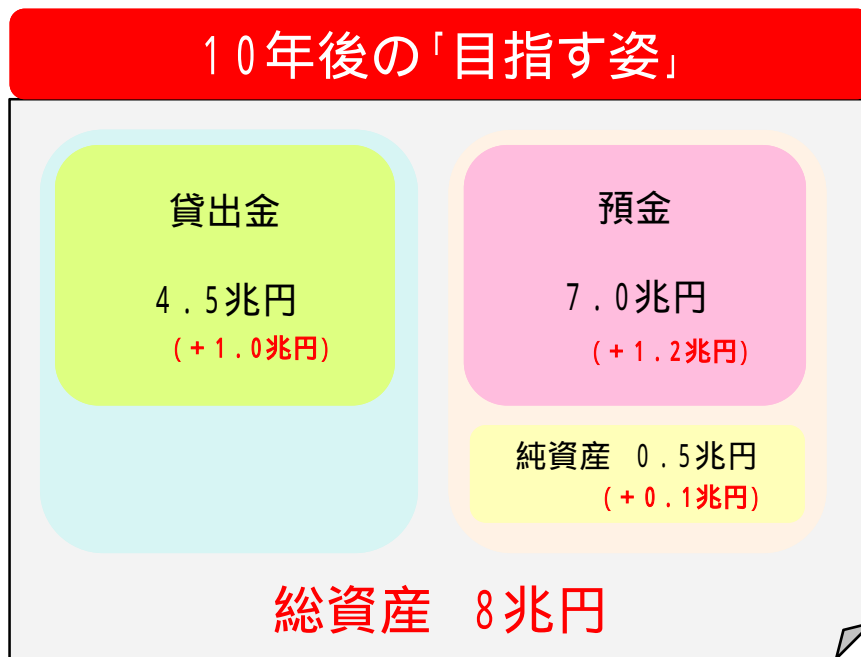 10年後の「目指す姿」
貸出金
4.5兆円
(+1.0兆円)
預金
7.0兆円
(+1.2兆円)
純資産 0.5兆円
(+0.1兆円)
総資産 8兆円